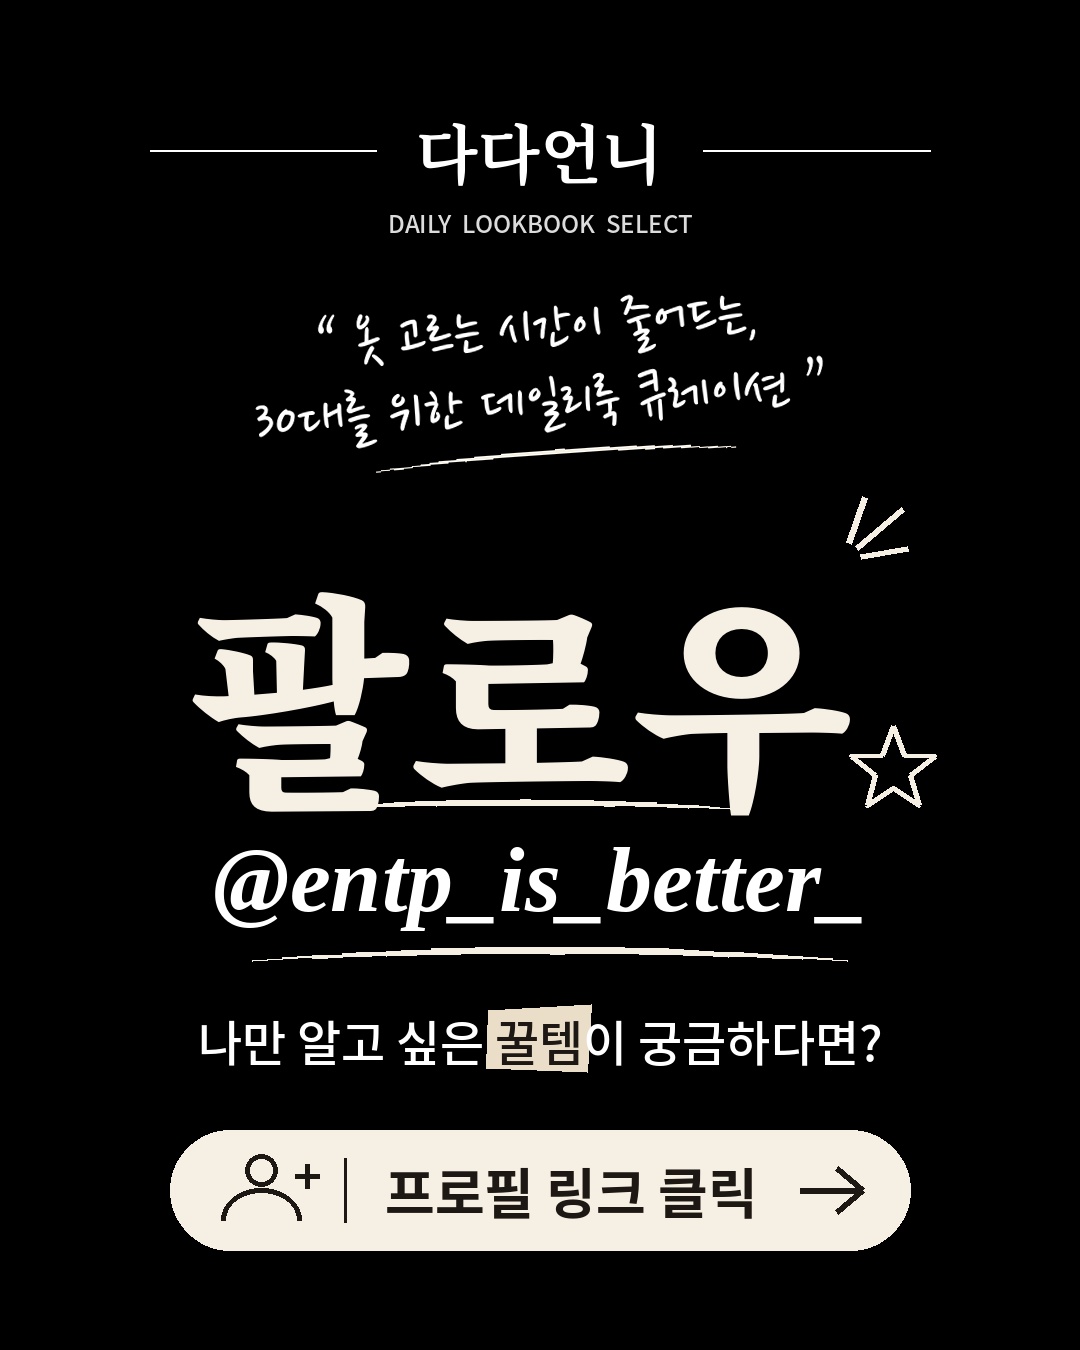 다다언니
DAILY LOOKBOOK SELECT
“ 옷 고르는 시간이 줄어드는,
30대를 위한 데일리룩 큐레이션 ”
팔로우
@entp_is_better_
나만 알고 싶은 꿀템이 궁금하다면?
프로필 링크 클릭